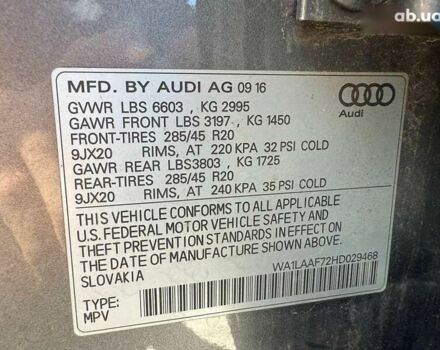 ab.ua
MFD. BY AUDI AG 09 16
GVWR LBS 6603 , KG 2995
GAWR FRONT LBS 3197 , KG 1450
FRONT-TIRES 285/45 R20
9JX20 RIMS, AT 220 KPA 32 PSI COLD
GAWR REAR LBS3803 , KG 1725
REAR-TIRES 285/45 R20
9JX20 RIMS, AT 240 KPA 35 PSI COLD
Audi
THIS VEHICLE CONFORMS TO ALL APPLICABLE
U.S. FEDERAL MOTOR VEHICLE SAFETY AND
THEFT PREVENTION STANDARDS IN EFFECT ON
THE DATE OF MANUFACTURE SHOWN ABOVE.
SLOVAKIA
WA1LAAF72HD029468
TYPE:
MPV